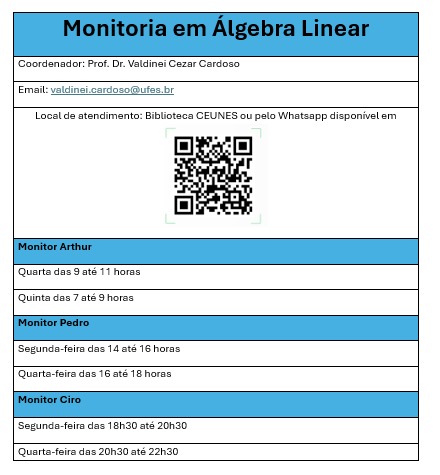 Monitoria em Álgebra Linear
Coordenador: Prof. Dr. Valdinei Cezar Cardoso
Email: valdinei.cardoso@ufes.br
Local de atendimento: Biblioteca CEUNES ou pelo Whatsapp disponível em
Monitor Arthur
Quarta das 9 até 11 horas
Quinta das 7 até 9 horas
Monitor Pedro
Segunda-feira das 14 até 16 horas
Quarta-feira das 16 até 18 horas
Monitor Ciro
Segunda-feira das 18h30 até 20h30
Quarta-feira das 20h30 até 22h30